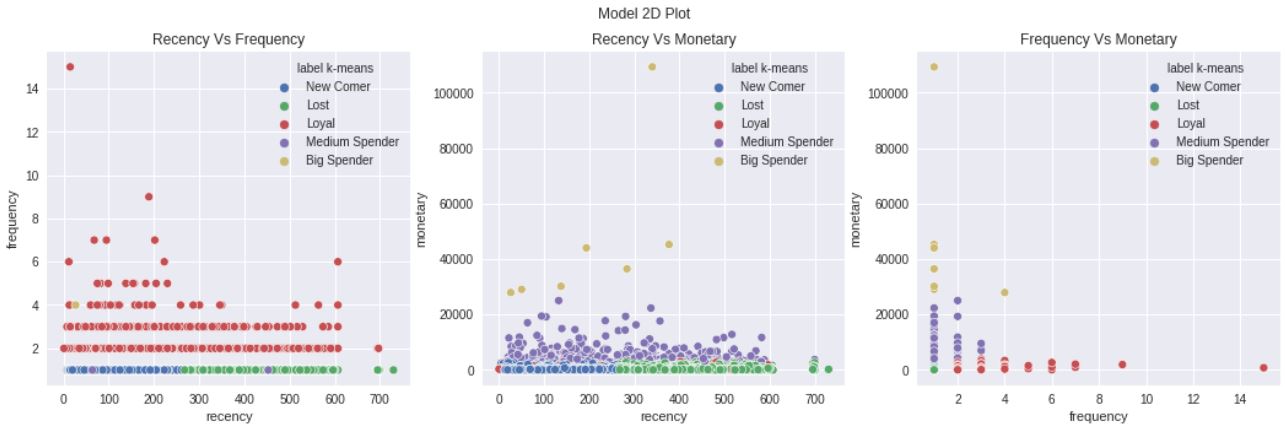 Model 2D Plot
Recency Vs Frequency
label k-means
New Comer
Lost
Loyal
Medium Spender
Big Spender
14
12
10
8
6
4
2
frequency
0 100 200 300 400 500 600 700
recency
Recency Vs Monetary
label k-means
New Comer
Lost
Loyal
Medium Spender
Big Spender
100000
80000
60000
40000
20000
0
monetary
0 100 200 300 400 500 600 700
recency
Frequency Vs Monetary
label k-means
New Comer
Lost
Loyal
Medium Spender
Big Spender
100000
80000
60000
40000
20000
0
monetary
2 4 6 8 10 12 14
frequency